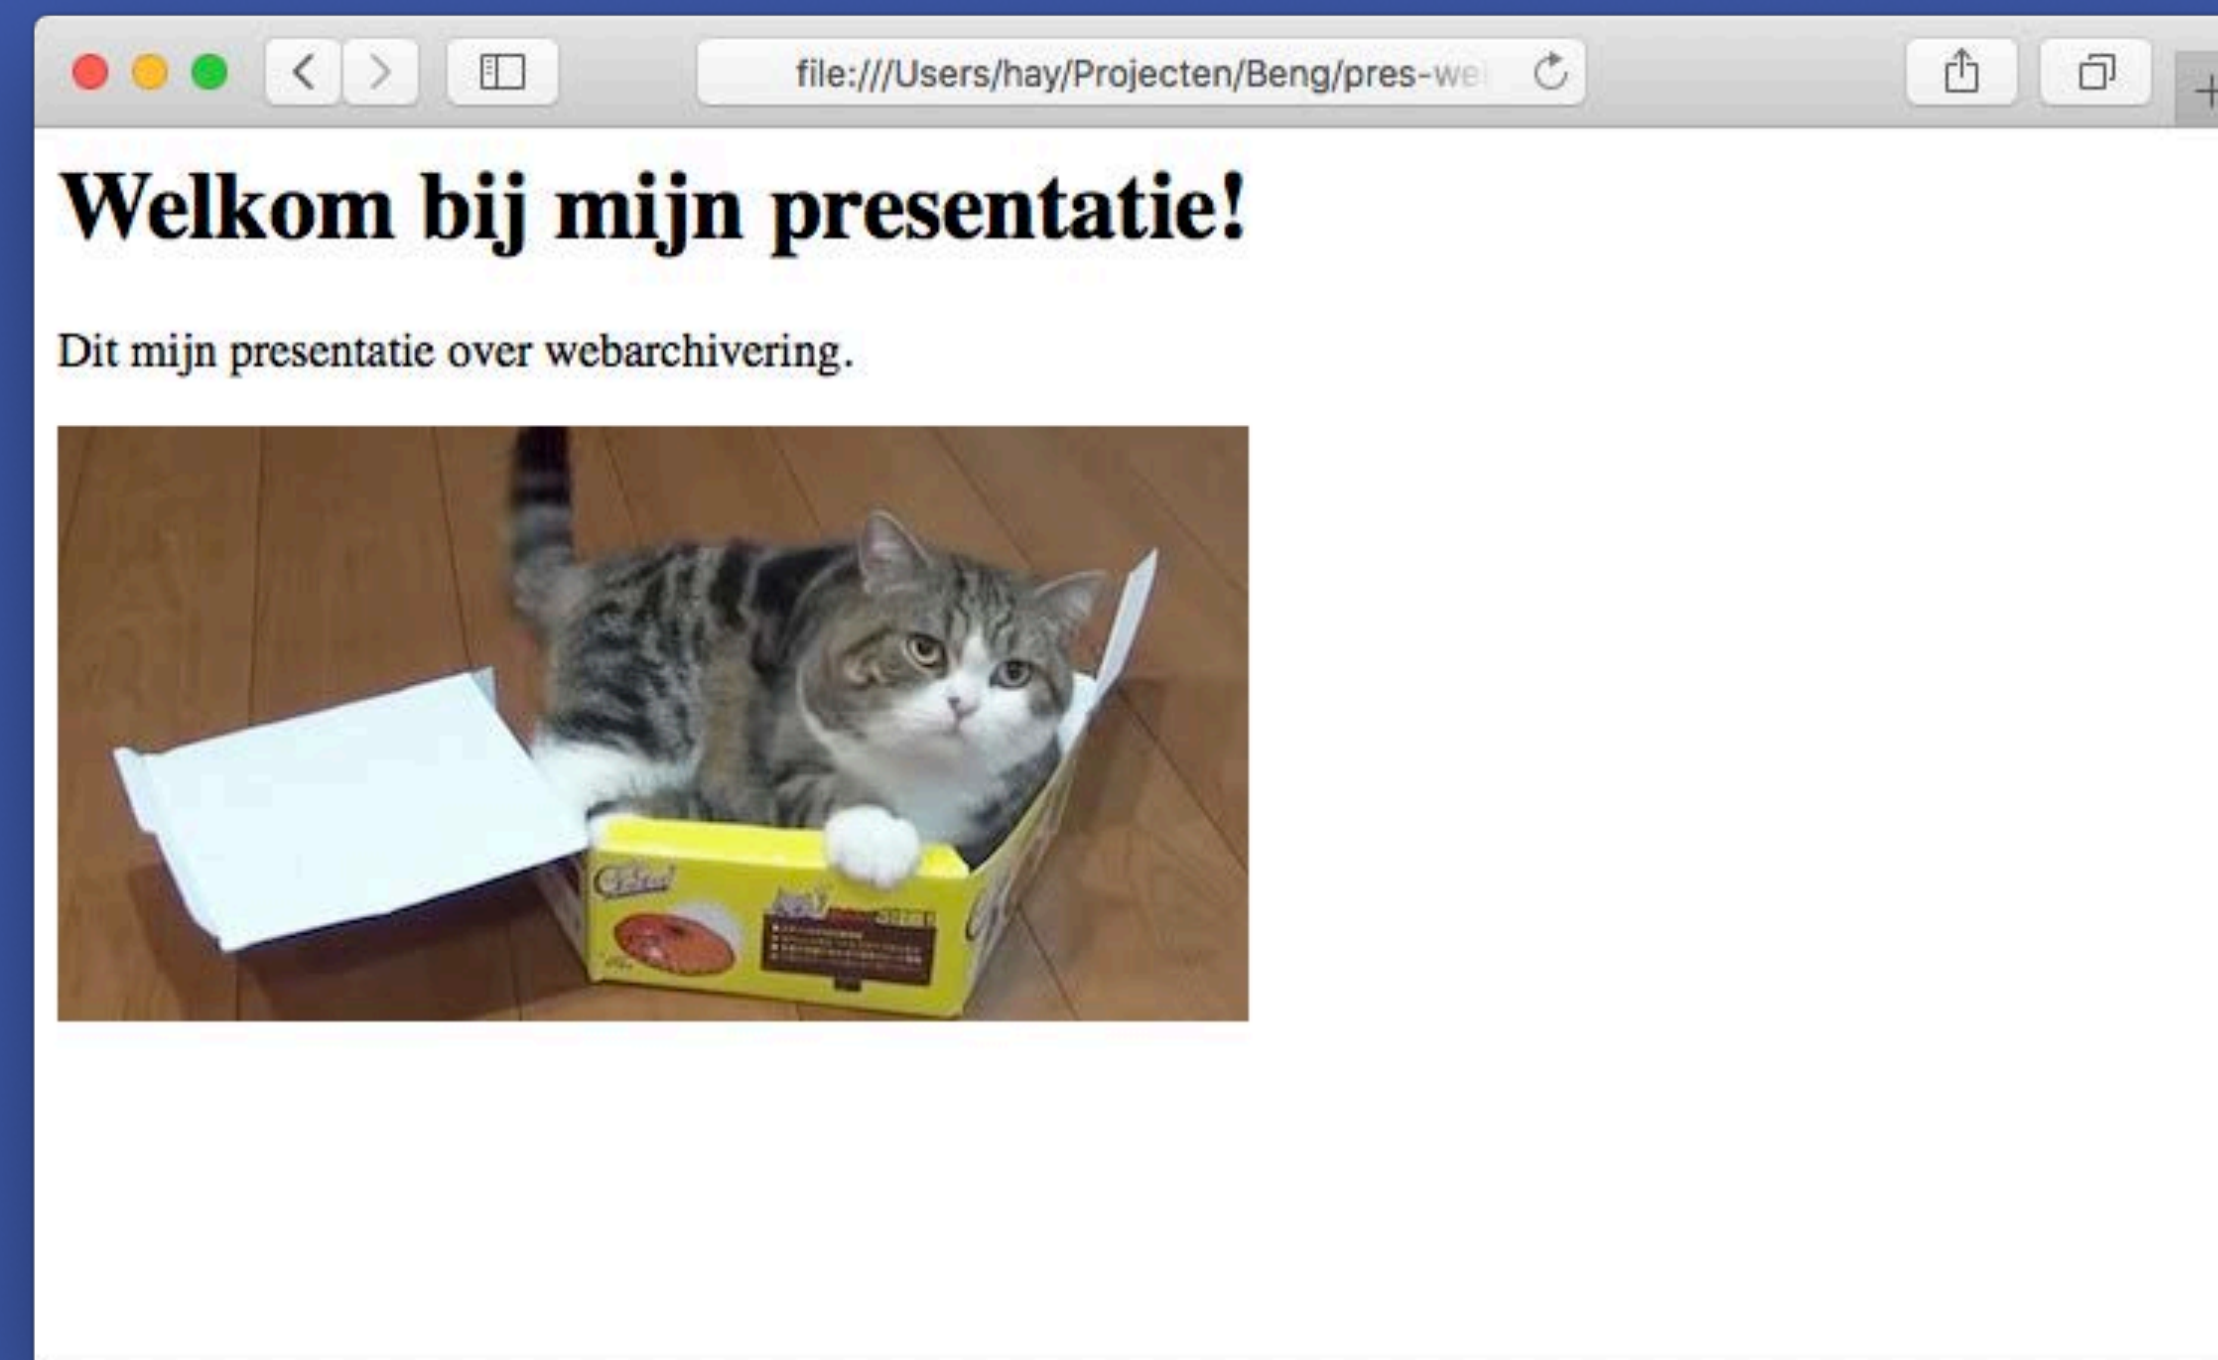 file:///Users/hay/Projecten/Beng/pres-we
Welkom bij mijn presentatie!
Dit mijn presentatie over webarchivering.